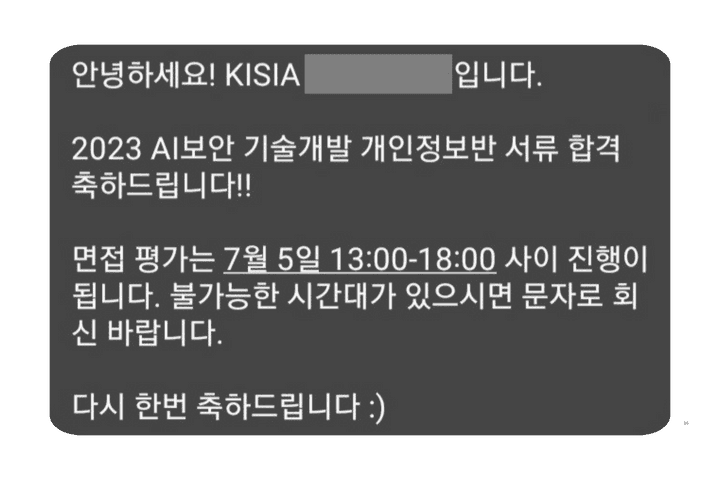 안녕하세요! KISIA 입니다.
2023 AI보안 기술개발 개인정보반 서류 합격
축하드립니다!!
면접 평가는 7월 5일 13:00-18:00 사이 진행이
됩니다. 불가능한 시간대가 있으시면 문자로 회
신 바랍니다.
다시 한번 축하드립니다 :)